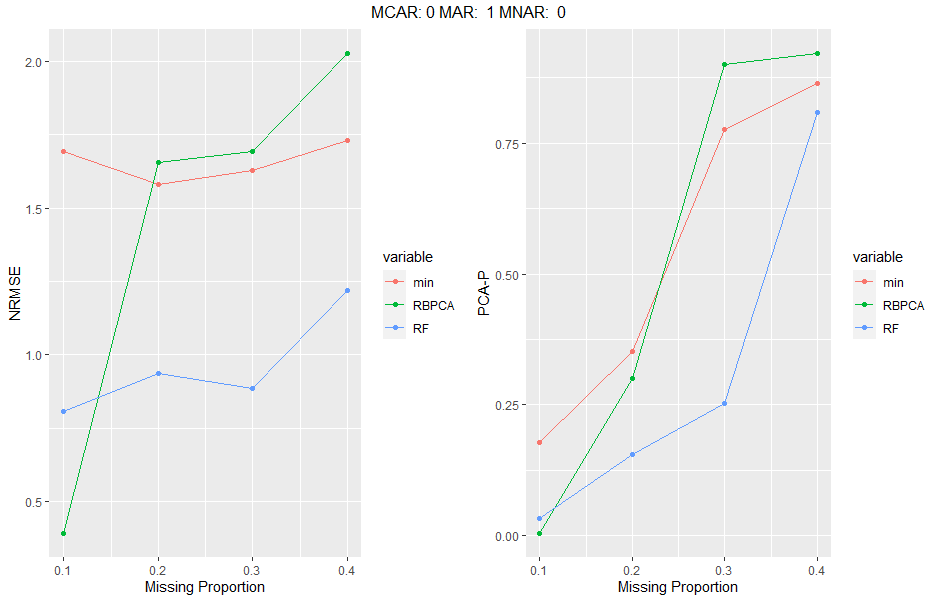 MCAR: 0 MAR:  1 MNAR:  0
NRMSE
2.0
1.5
1.0
0.5
0.1 0.2 0.3 0.4
Missing Proportion
variable
min
RBPCA
RF
PCA-P
0.75
0.50
0.25
0.00
0.1 0.2 0.3 0.4
Missing Proportion
variable
min
RBPCA
RF